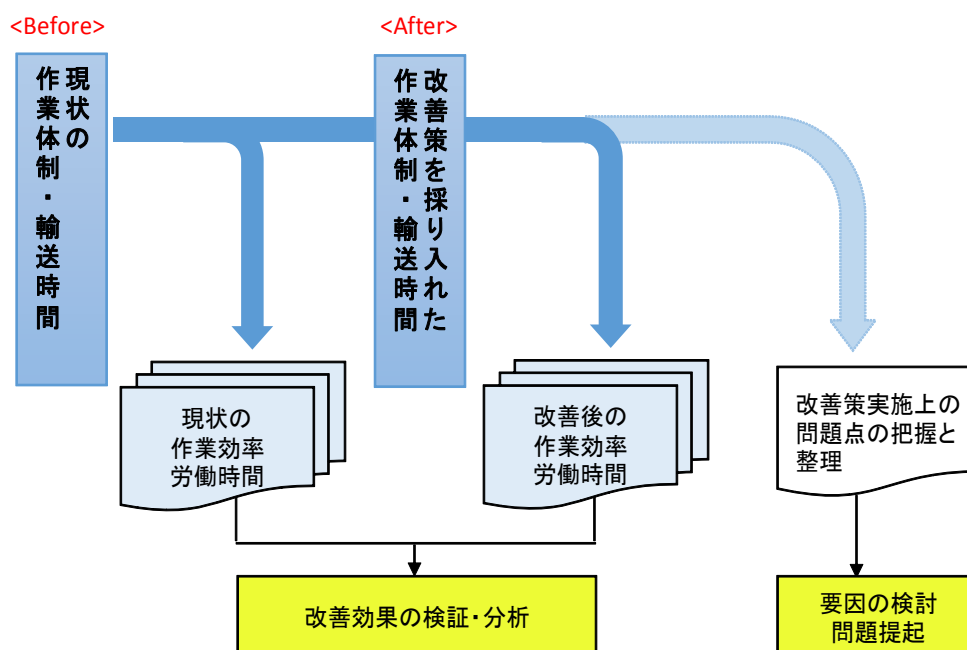 <Before>
<After>
現状の
作業体制・輸送時間
改善策を採り入れた
作業体制・輸送時間
現状の
作業効率
労働時間
改善後の
作業効率
労働時間
改善策実施上の
問題点の把握と
整理
改善効果の検証・分析
要因の検討
問題提起